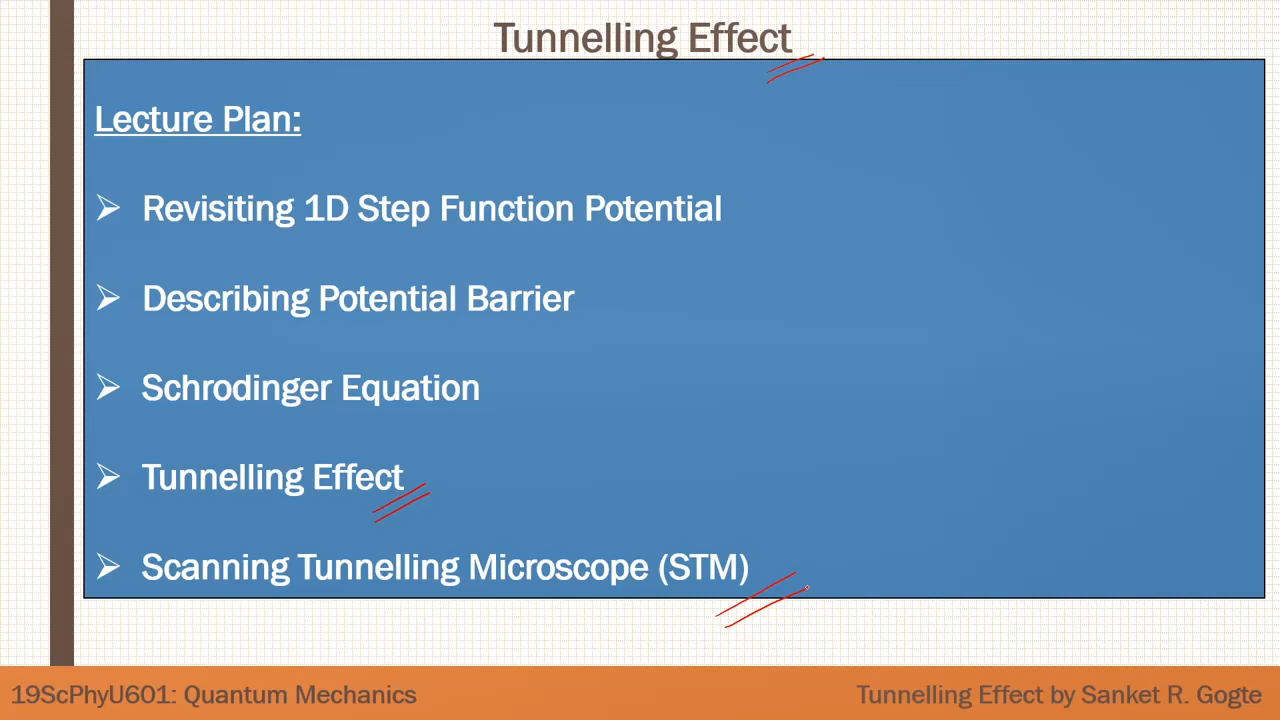 Tunnelling Effect
Lecture Plan:
Revisiting 1D Step Function Potential
Describing Potential Barrier
Schrodinger Equation
Tunnelling Effect
Scanning Tunnelling Microscope (STM)
19ScPhyU601: Quantum Mechanics
Tunnelling Effect by Sanket R. Gogte